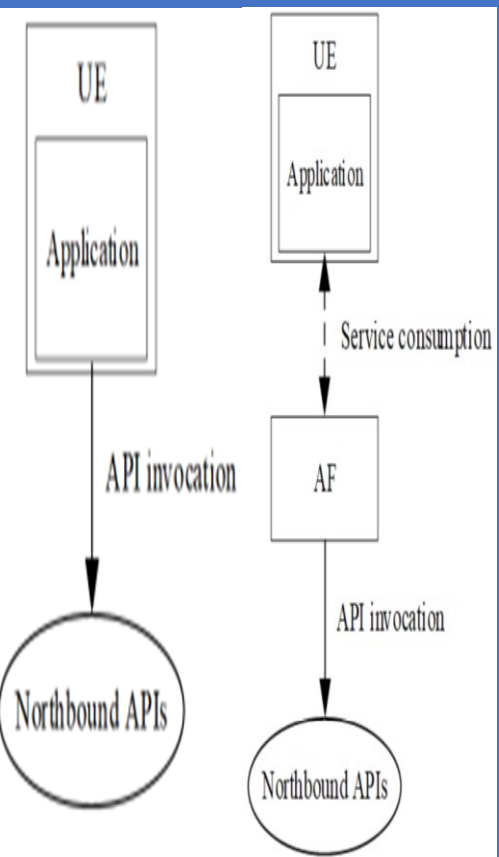 UE
Application
API invocation
Northbound APIs
UE
Application
Service consumption
AF
API invocation
Northbound APIs